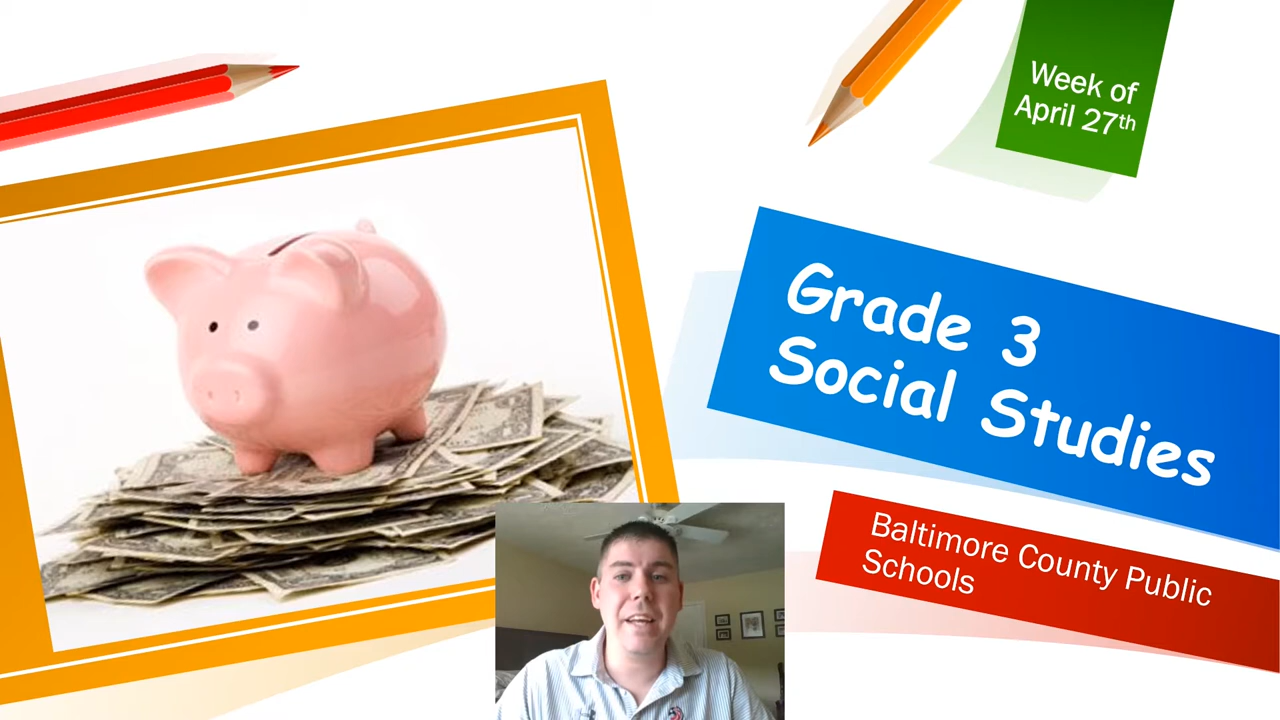 Week of
April 27th
Grade 3
Social Studies
Baltimore County Public
Schools